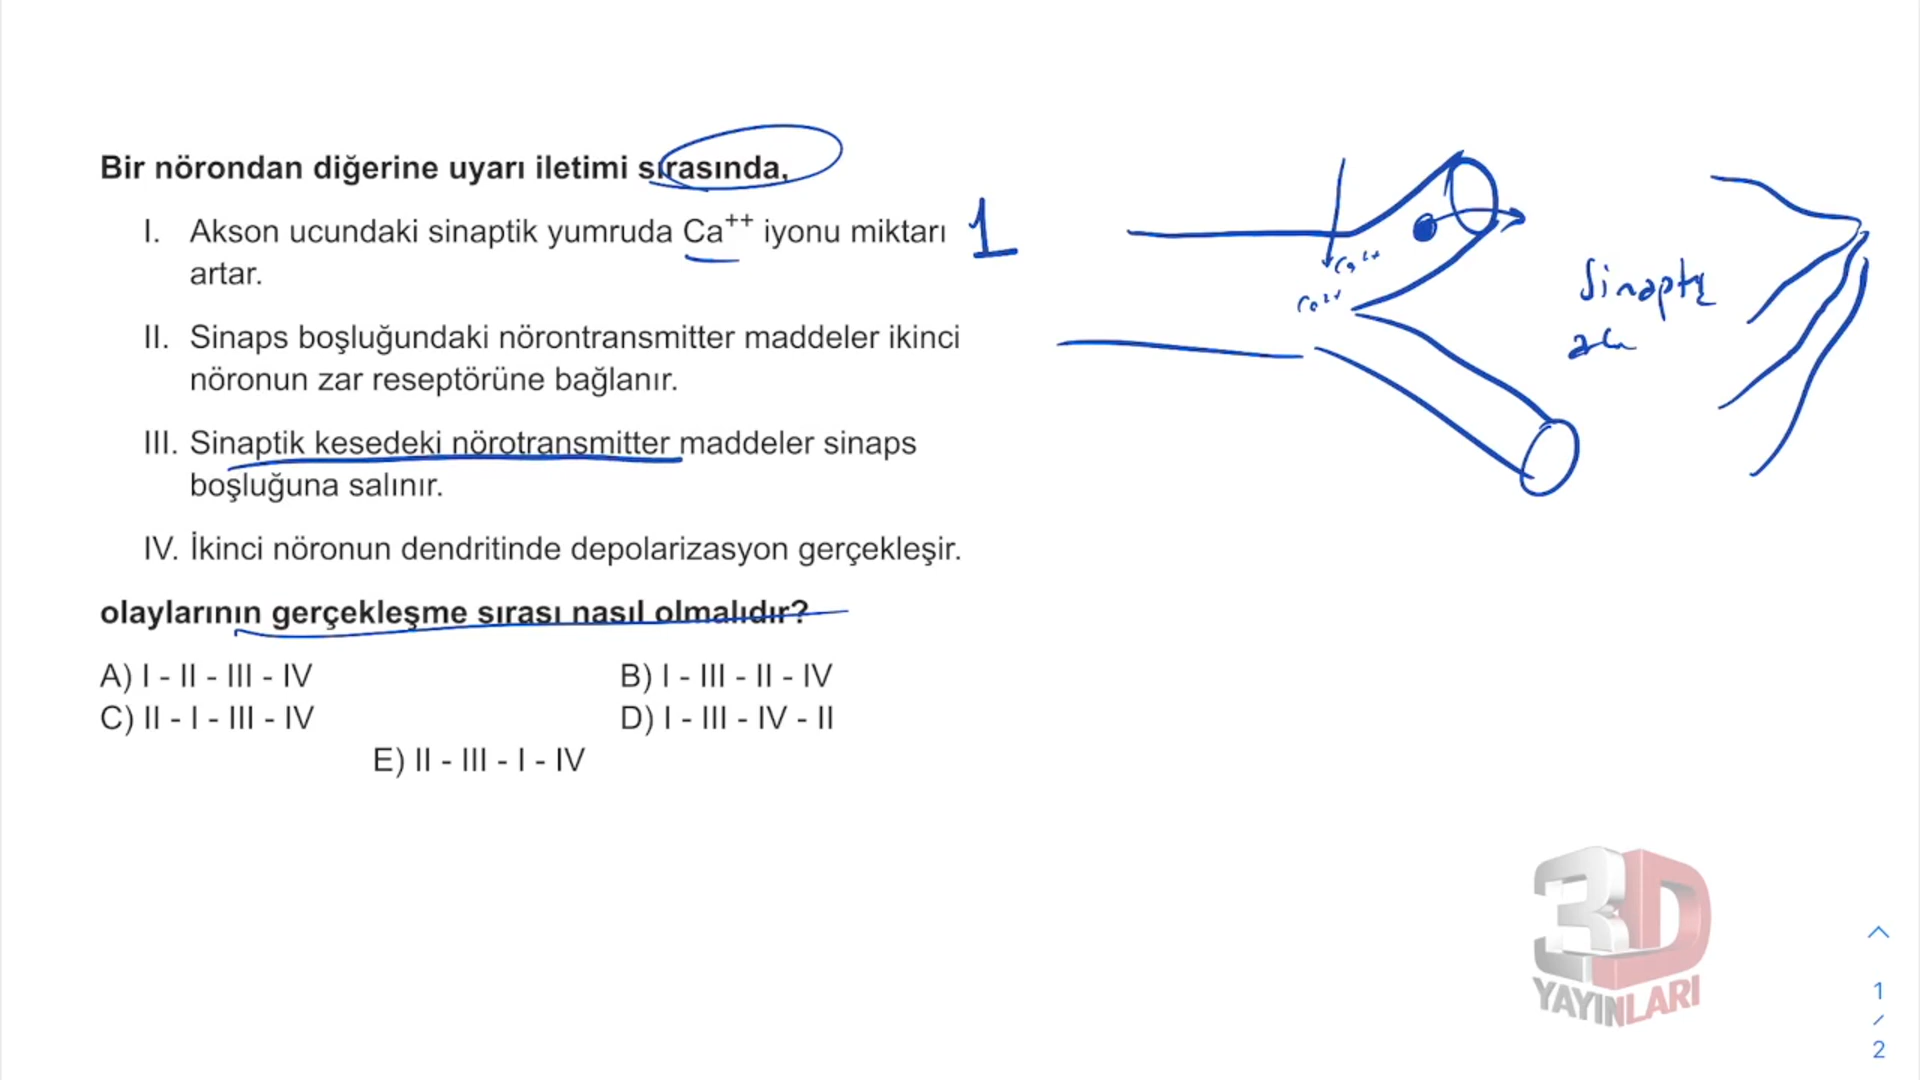 Bir nörondan diğerine uyarı iletimi sırasında,
I. Akson ucundaki sinaptik yumruda Ca++ iyonu miktarı
artar.
1
II. Sinaps boşluğundaki nörontransmitter maddeler ikinci
nöronun zar reseptörüne bağlanır.
III. Sinaptik kesedeki nörotransmitter maddeler sinaps
boşluğuna salınır.
IV. İkinci nöronun dendritinde depolarizasyon gerçekleşir.
olaylarının gerçekleşme sırası nasıl olmalıdır?
A) I - II - III - IV
B) I - III - II - IV
C) II - I - III - IV
D) I - III - IV - II
E) II - III - I - IV
Ca2+
Ca2+
3D
YAYINLARI
1
/
2